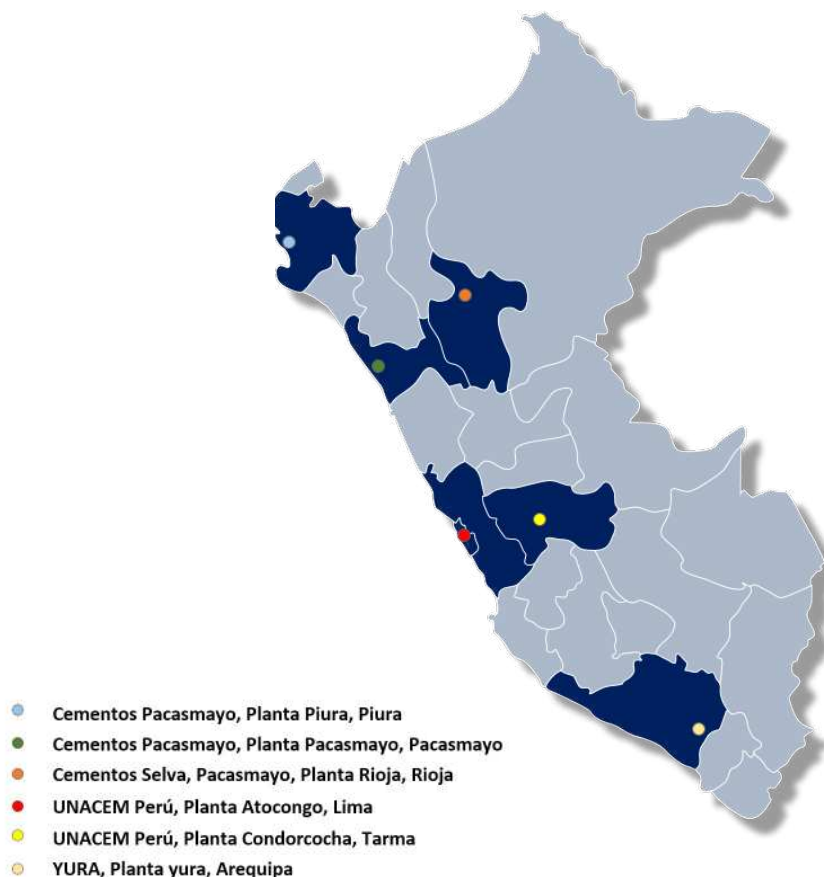 Cementos Pacasmayo, Planta Piura, Piura
Cementos Pacasmayo, Planta Pacasmayo, Pacasmayo
Cementos Selva, Pacasmayo, Planta Rioja, Rioja
UNACEM Perú, Planta Atocongo, Lima
UNACEM Perú, Planta Condorcocha, Tarma
YURA, Planta yura, Arequipa